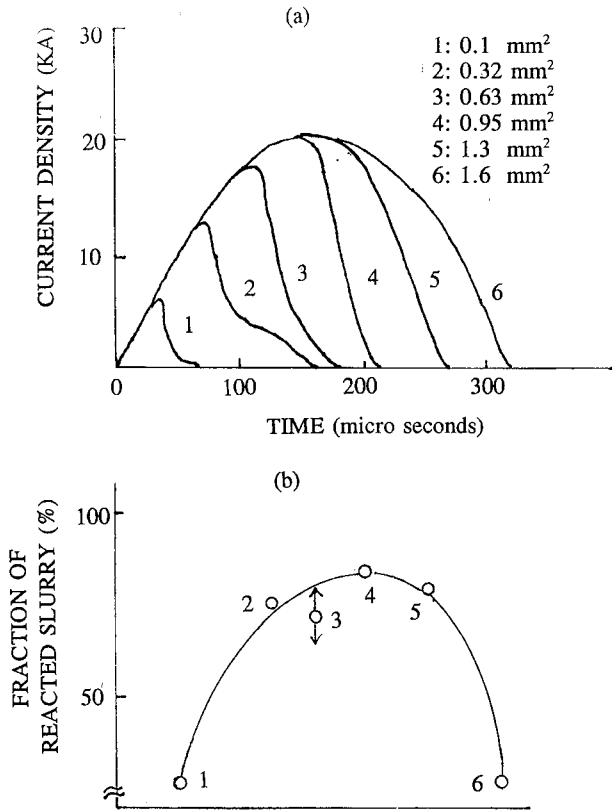 (a)
30
20
10
0
100
200
300
CURRENT DENSITY (KA)
TIME (micro seconds)
1: 0.1 mm²
2: 0.32 mm²
3: 0.63 mm²
4: 0.95 mm²
5: 1.3 mm²
6: 1.6 mm²
1
2
3
4
5
6
(b)
100
50
FRACTION OF
REACTED SLURRY (%)
1
2
3
4
5
6